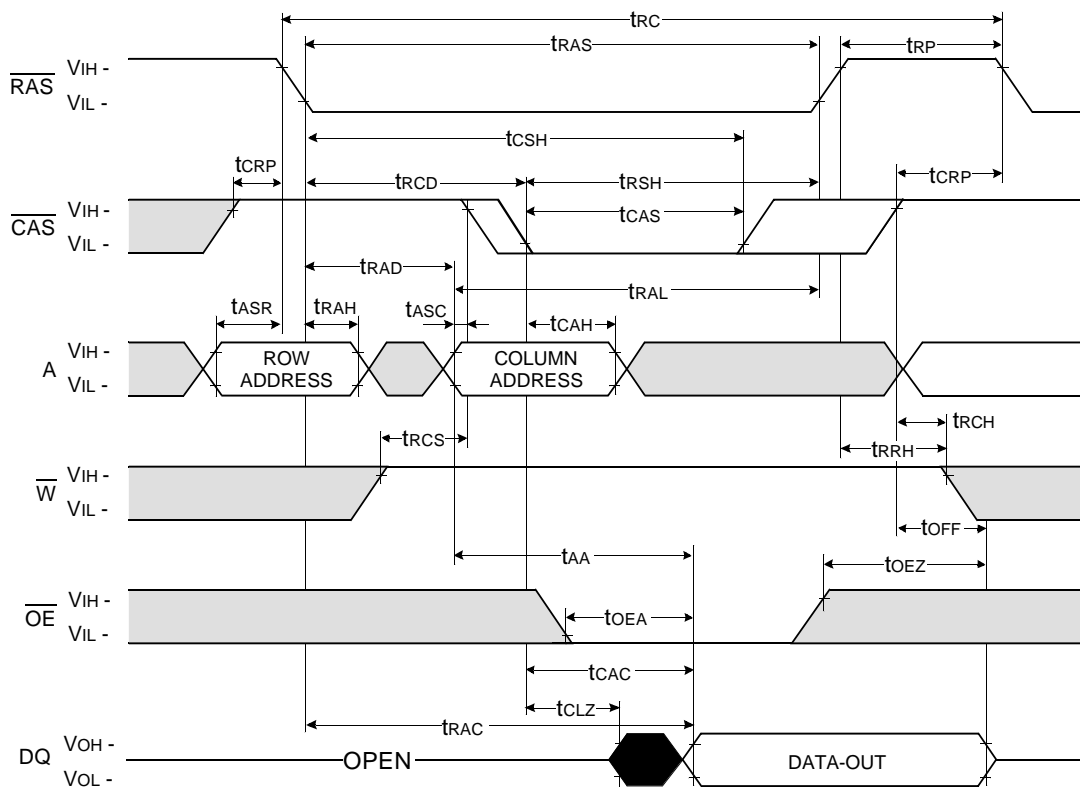 tRC
tRAS
tRP
RAS
VIH -
VIL -
tCSH
tCRP
tRCD
tRSH
tCRP
CAS
VIH -
VIL -
tCAS
tRAD
tRAL
tASR
tRAH
tASC
tCAH
A
VIH -
VIL -
ROW
ADDRESS
COLUMN
ADDRESS
tRCS
tRCH
tRRH
W
VIH -
VIL -
tOFF
tAA
tOEZ
OE
VIH -
VIL -
tOEA
tCAC
tCLZ
tRAC
DQ
VOH -
VOL -
OPEN
DATA-OUT